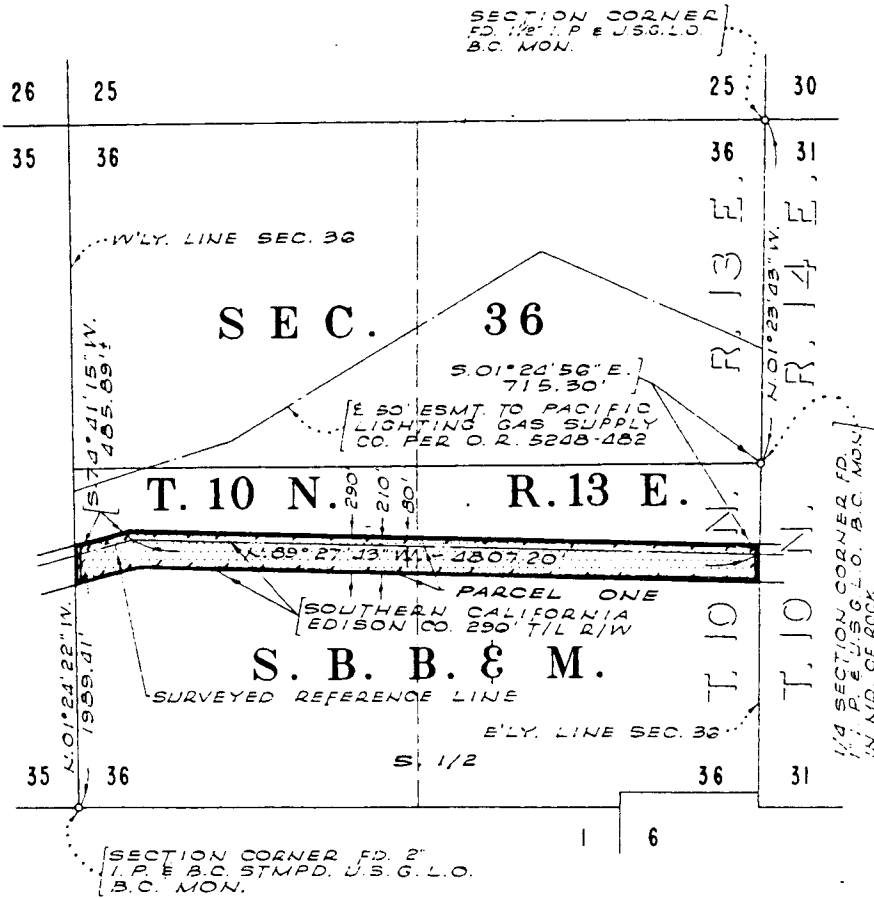 SECTION CORNER
FD. 1½" I.P & U.S.G.L.O.
B.C. MON.
26 25
25 30
35 36
36 31
W'LY. LINE SEC. 36
R. 13 E.
R. 14 E.
N.01°23'43"W.
SEC. 36
S.74°41'15"W.
485.89'±
S.01°24'56"E.
715.30'
50' ESMT. TO PACIFIC
LIGHTING GAS SUPPLY
CO. PER O.R. 5248-482
T. 10 N. R. 13 E.
290'
210'
80'
N.89°27'43"W. - 4807.20'
PARCEL ONE
SOUTHERN CALIFORNIA
EDISON CO. 290' T/L R/W
T. 10 N.
T. 10 N.
1/4 SECTION CORNER FD.
1" I.P. & U.S.G.L.O. B.C. MON.
IN MD. OF ROCK
S. B. B. & M.
SURVEYED REFERENCE LINE
N.01°24'22"W.
1989.41'
E'LY. LINE SEC. 36
S. 1/2
35 36
36 31
1 6
SECTION CORNER FD. 2"
I.P. & B.C. STMPD. U.S.G.L.O.
B.C. MON.